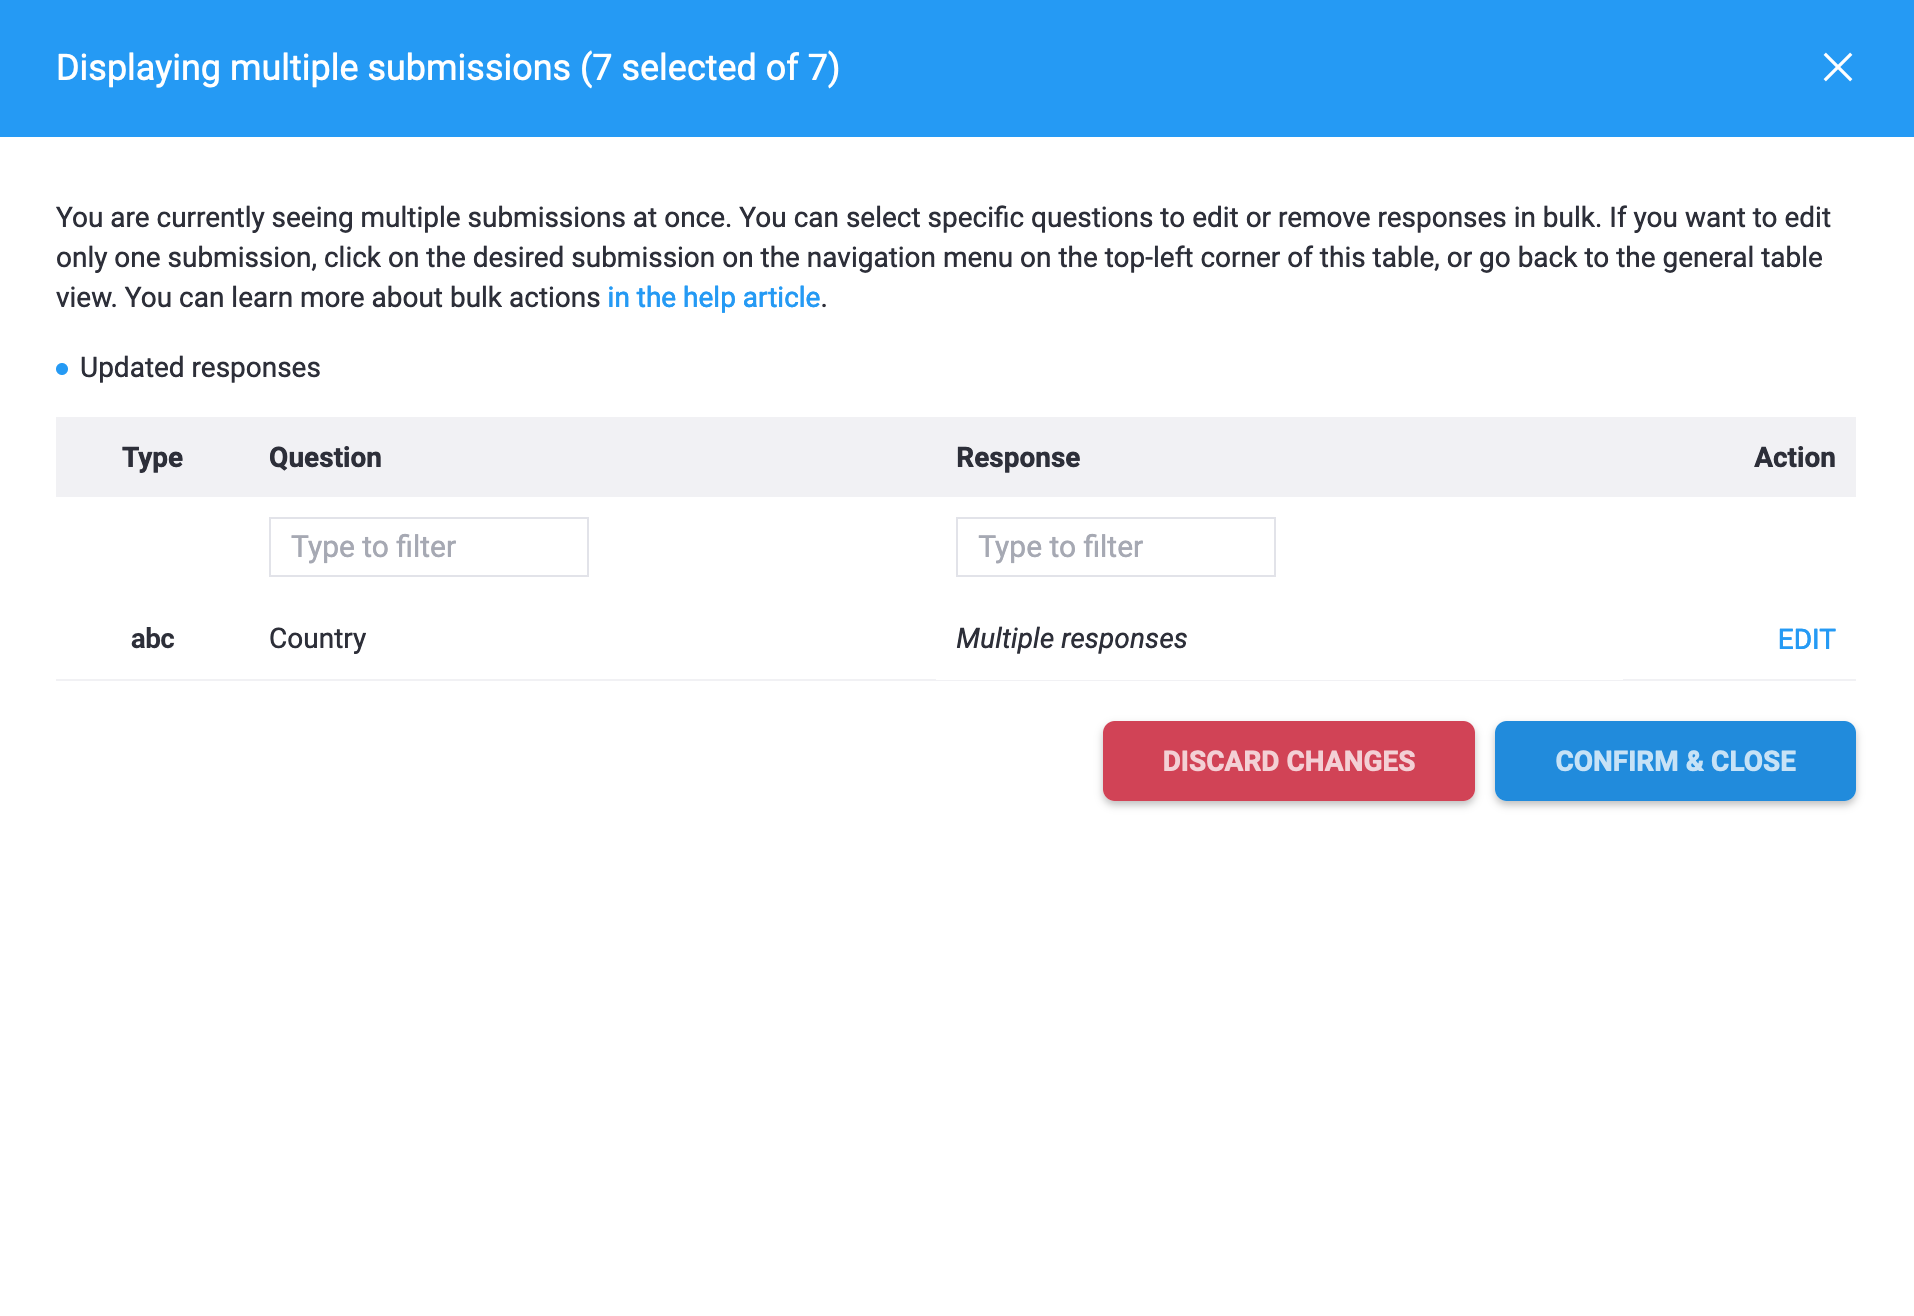 Displaying multiple submissions (7 selected of 7)
You are currently seeing multiple submissions at once. You can select specific questions to edit or remove responses in bulk. If you want to edit
only one submission, click on the desired submission on the navigation menu on the top-left corner of this table, or go back to the general table
view. You can learn more about bulk actions in the help article.
Updated responses
Type Question Response Action
Type to filter Type to filter
abc Country Multiple responses EDIT
DISCARD CHANGES CONFIRM & CLOSE